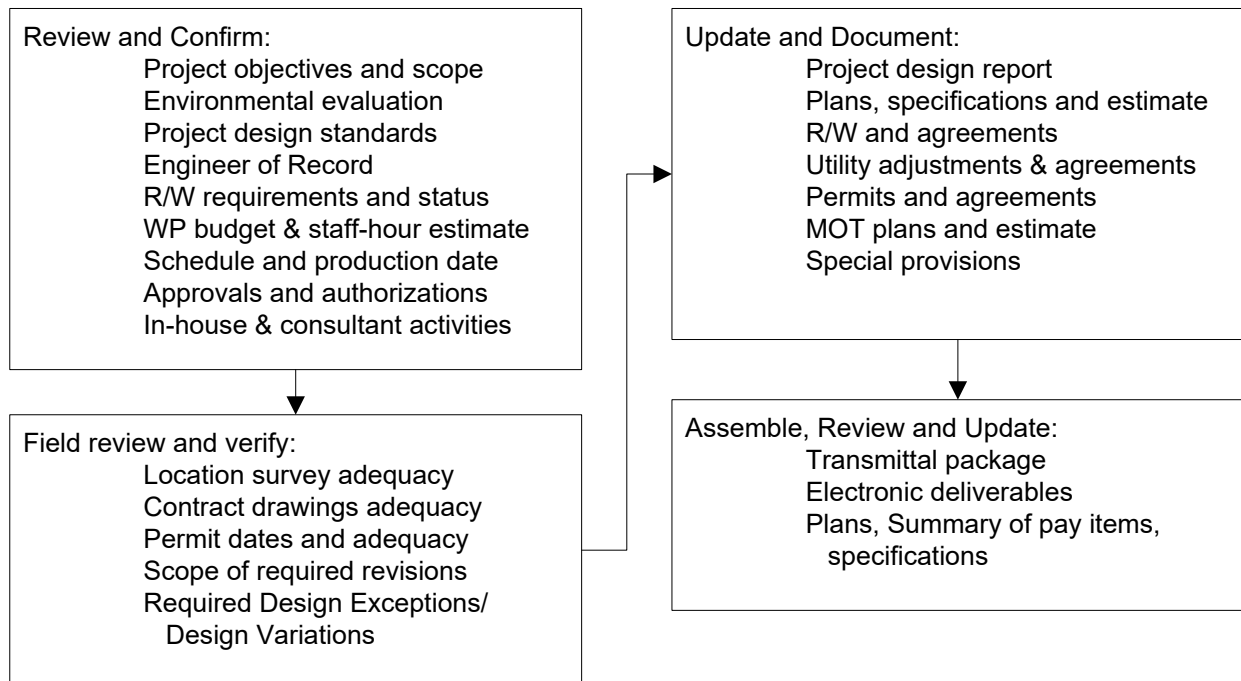 Review and Confirm:
Project objectives and scope
Environmental evaluation
Project design standards
Engineer of Record
R/W requirements and status
WP budget & staff-hour estimate
Schedule and production date
Approvals and authorizations
In-house & consultant activities
Field review and verify:
Location survey adequacy
Contract drawings adequacy
Permit dates and adequacy
Scope of required revisions
Required Design Exceptions/
Design Variations
Update and Document:
Project design report
Plans, specifications and estimate
R/W and agreements
Utility adjustments & agreements
Permits and agreements
MOT plans and estimate
Special provisions
Assemble, Review and Update:
Transmittal package
Electronic deliverables
Plans, Summary of pay items,
specifications